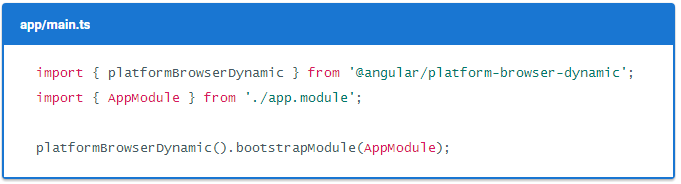 app/main.ts
import { platformBrowserDynamic } from '@angular/platform-browser-dynamic';
import { AppModule } from './app.module';
platformBrowserDynamic().bootstrapModule(AppModule);